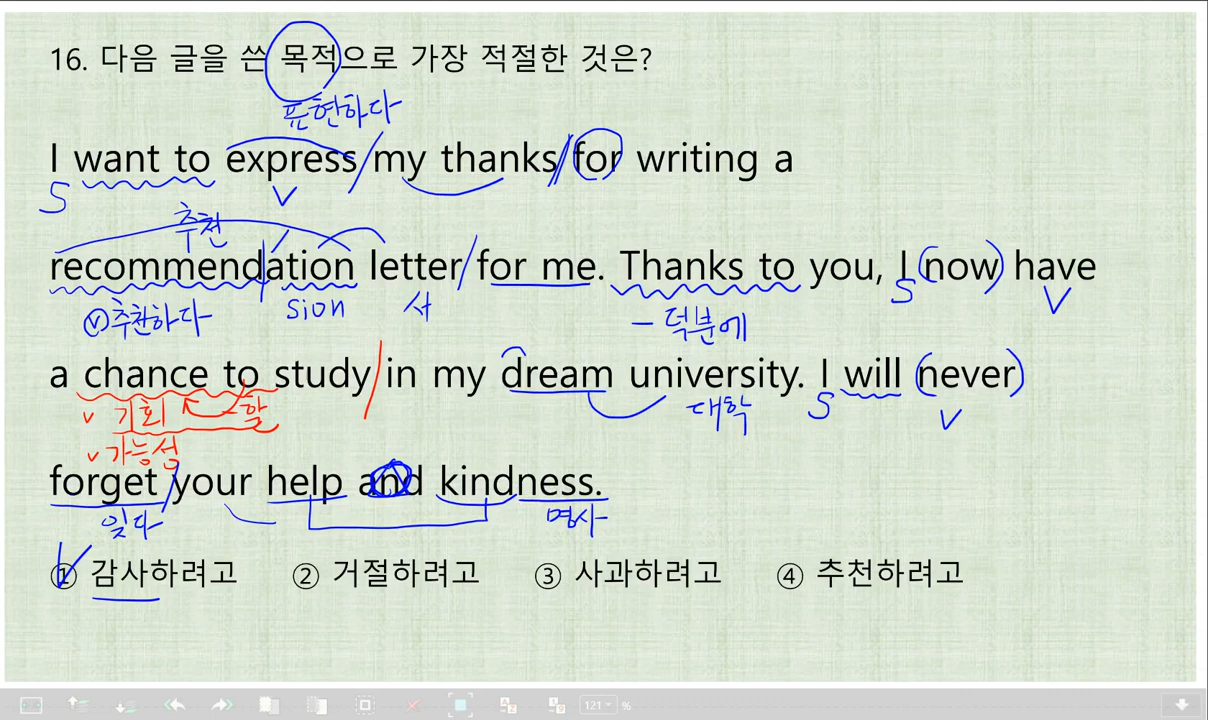 16. 다음 글을 쓴 목적으로 가장 적절한 것은?
표현하다
I want to express my thanks for writing a
S
V
추천
recommendation letter for me. Thanks to you, I now have
ⓥ추천하다 sion 사 - 덕분에 S V
a chance to study in my dream university. I will never
v 기회 할 대학 S V
v 가능성
forget your help and kindness.
잊다 명사
① 감사하려고 ② 거절하려고 ③ 사과하려고 ④ 추천하려고
121 %